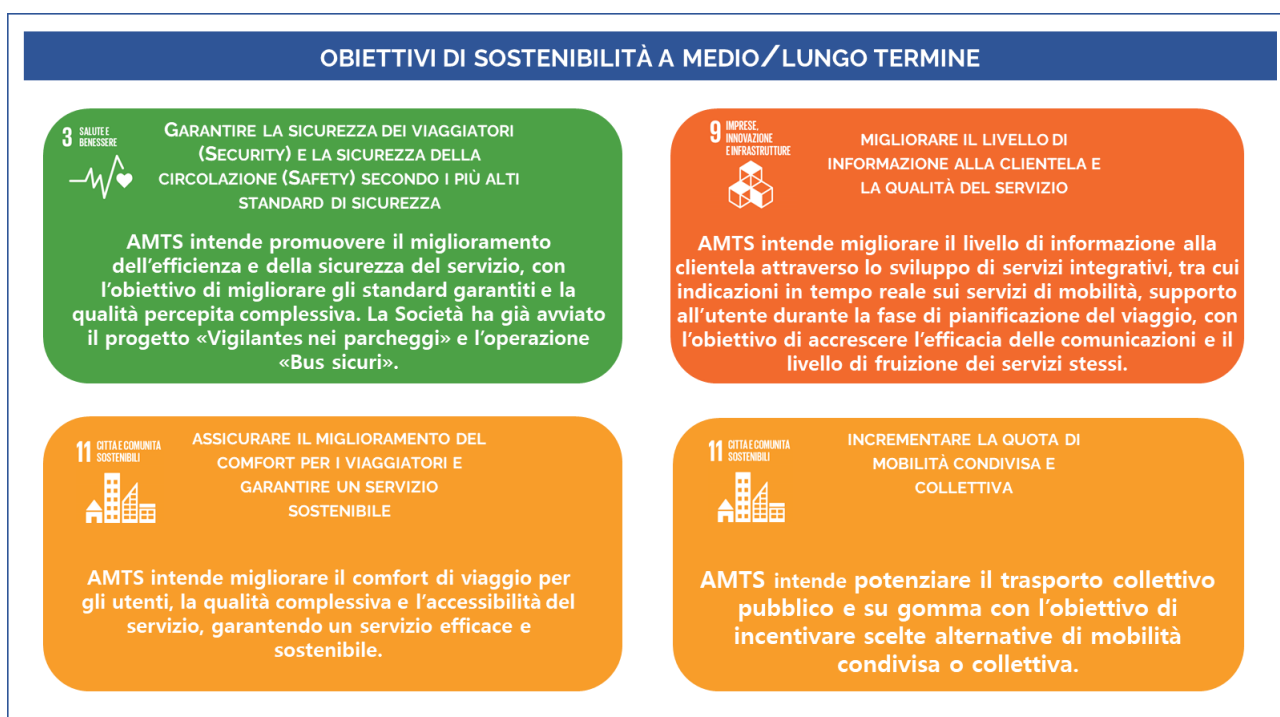 OBIETTIVI DI SOSTENIBILITÀ A MEDIO/LUNGO TERMINE
3 SALUTE E
BENESSERE
GARANTIRE LA SICUREZZA DEI VIAGGIATORI
(SECURITY) E LA SICUREZZA DELLA
CIRCOLAZIONE (SAFETY) SECONDO I PIÙ ALTI
STANDARD DI SICUREZZA
AMTS intende promuovere il miglioramento
dell’efficienza e della sicurezza del servizio, con
l’obiettivo di migliorare gli standard garantiti e la
qualità percepita complessiva. La Società ha già avviato
il progetto «Vigilantes nei parcheggi» e l’operazione
«Bus sicuri».
9 IMPRESE,
INNOVAZIONE
E INFRASTRUTTURE
MIGLIORARE IL LIVELLO DI
INFORMAZIONE ALLA CLIENTELA E
LA QUALITÀ DEL SERVIZIO
AMTS intende migliorare il livello di informazione alla
clientela attraverso lo sviluppo di servizi integrativi, tra cui
indicazioni in tempo reale sui servizi di mobilità, supporto
all’utente durante la fase di pianificazione del viaggio, con
l’obiettivo di accrescere l’efficacia delle comunicazioni e il
livello di fruizione dei servizi stessi.
11 CITTÀ E COMUNITÀ
SOSTENIBILI
ASSICURARE IL MIGLIORAMENTO DEL
COMFORT PER I VIAGGIATORI E
GARANTIRE UN SERVIZIO
SOSTENIBILE
AMTS intende migliorare il comfort di viaggio per
gli utenti, la qualità complessiva e l’accessibilità del
servizio, garantendo un servizio efficace e
sostenibile.
11 CITTÀ E COMUNITÀ
SOSTENIBILI
INCREMENTARE LA QUOTA DI
MOBILITÀ CONDIVISA E
COLLETTIVA
AMTS intende potenziare il trasporto collettivo
pubblico e su gomma con l’obiettivo di
incentivare scelte alternative di mobilità
condivisa o collettiva.